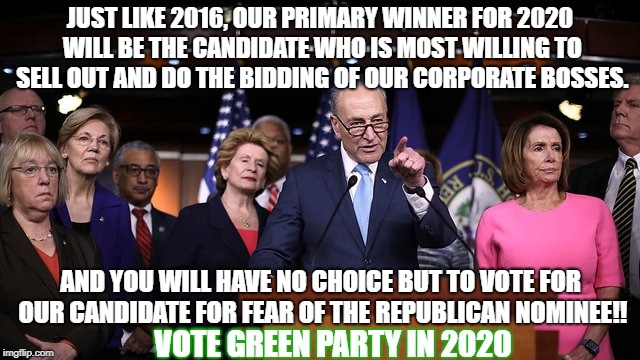 JUST LIKE 2016, OUR PRIMARY WINNER FOR 2020
WILL BE THE CANDIDATE WHO IS MOST WILLING TO
SELL OUT AND DO THE BIDDING OF OUR CORPORATE BOSSES.
AND YOU WILL HAVE NO CHOICE BUT TO VOTE FOR
OUR CANDIDATE FOR FEAR OF THE REPUBLICAN NOMINEE!!
VOTE GREEN PARTY IN 2020
imgflip.com